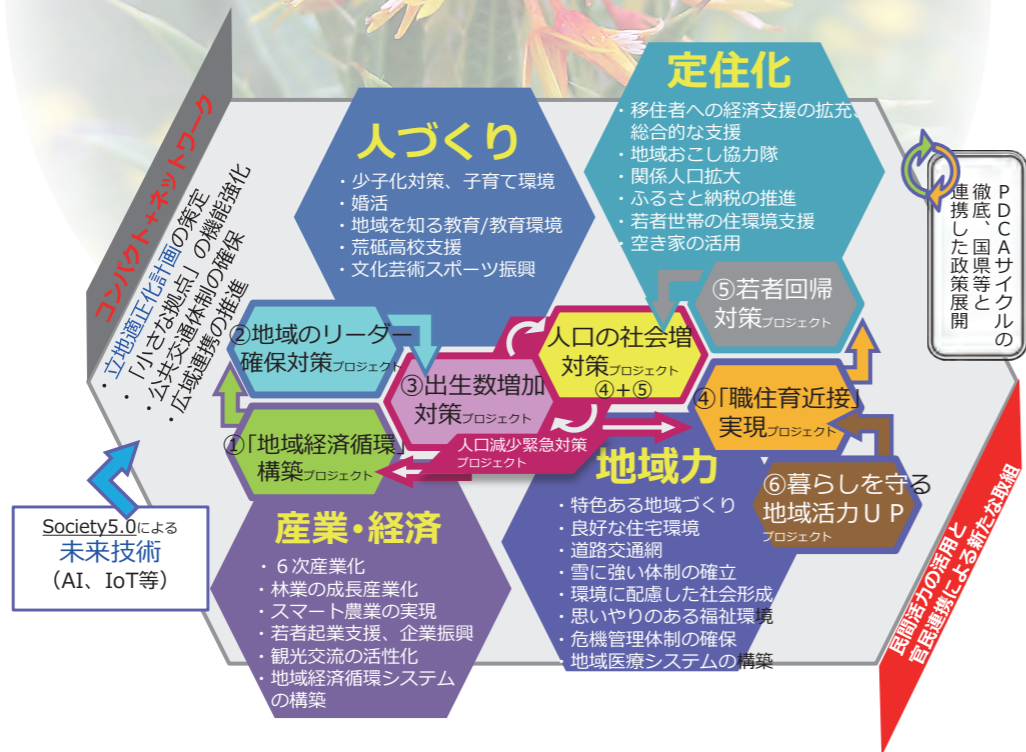 コンパクト+ネットワーク
・立地適正化計画の策定
・「小さな拠点」の機能強化
・公共交通体制の確保
・広域連携の推進
人づくり
・少子化対策、子育て環境
・婚活
・地域を知る教育/教育環境
・荒砥高校支援
・文化芸術スポーツ振興
定住化
・移住者への経済支援の拡充、
総合的な支援
・地域おこし協力隊
・関係人口拡大
・ふるさと納税の推進
・若者世帯の住環境支援
・空き家の活用
PDCAサイクルの
徹底、国県等と
連携した政策展開
②地域のリーダー
確保対策プロジェクト
③出生数増加
対策プロジェクト
人口の社会増
対策プロジェクト
④+⑤
⑤若者回帰
対策プロジェクト
①「地域経済循環」
構築プロジェクト
人口減少緊急対策
プロジェクト
④「職住育近接」
実現プロジェクト
⑥暮らしを守る
地域活力UP
プロジェクト
Society5.0による
未来技術
（AI、IoT等）
産業・経済
・６次産業化
・林業の成長産業化
・スマート農業の実現
・若者起業支援、企業振興
・観光交流の活性化
・地域経済循環システム
の構築
地域力
・特色ある地域づくり
・良好な住宅環境
・道路交通網
・雪に強い体制の確立
・環境に配慮した社会形成
・思いやりのある福祉環境
・危機管理体制の確保
・地域医療システムの構築
民間活力の活用と
官民連携による新たな取組